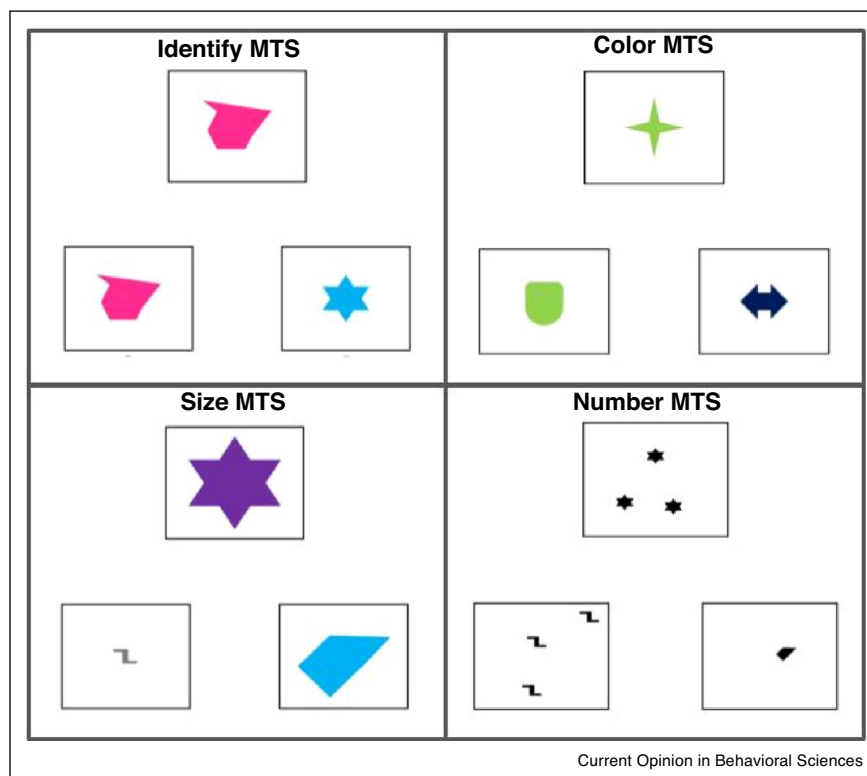 Identify MTS
Color MTS
Size MTS
Number MTS
Current Opinion in Behavioral Sciences